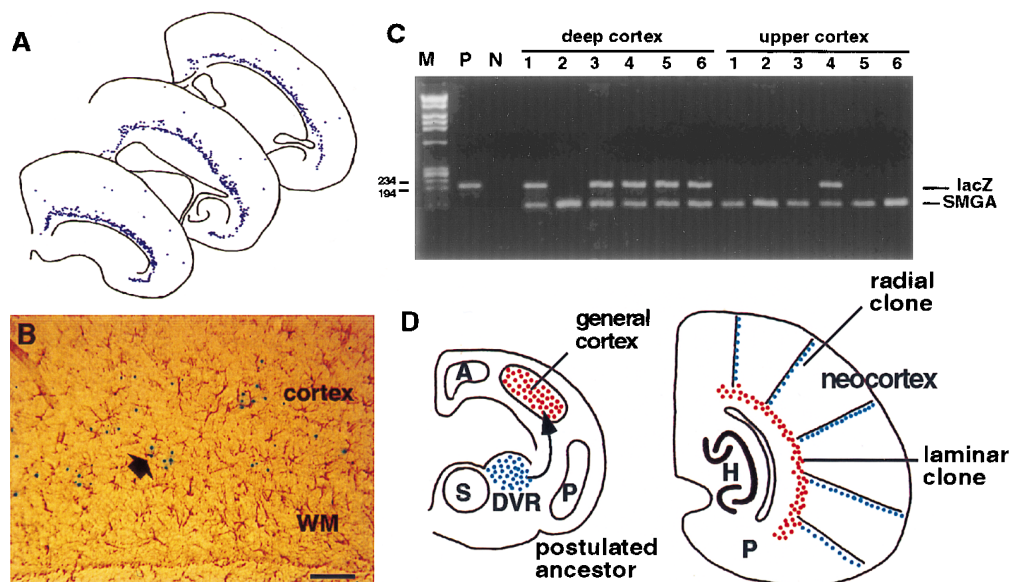 A
C
deep cortex
upper cortex
M P N 1 2 3 4 5 6 1 2 3 4 5 6
234
194
lacZ
SMGA
B
cortex
WM
D
general
cortex
A
S
DVR
P
postulated
ancestor
radial
clone
neocortex
laminar
clone
H
P